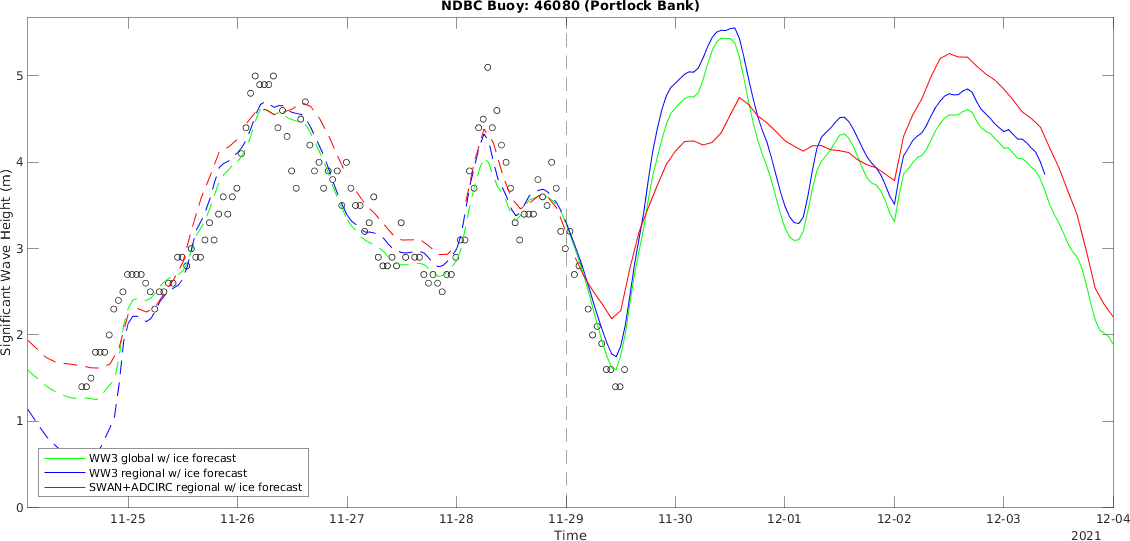 NDBC Buoy: 46080 (Portlock Bank)
Significant Wave Height (m)
5
4
3
2
1
0
WW3 global w/ ice forecast
WW3 regional w/ ice forecast
SWAN+ADCIRC regional w/ ice forecast
11-25 11-26 11-27 11-28 11-29 11-30 12-01 12-02 12-03 12-04
Time
2021